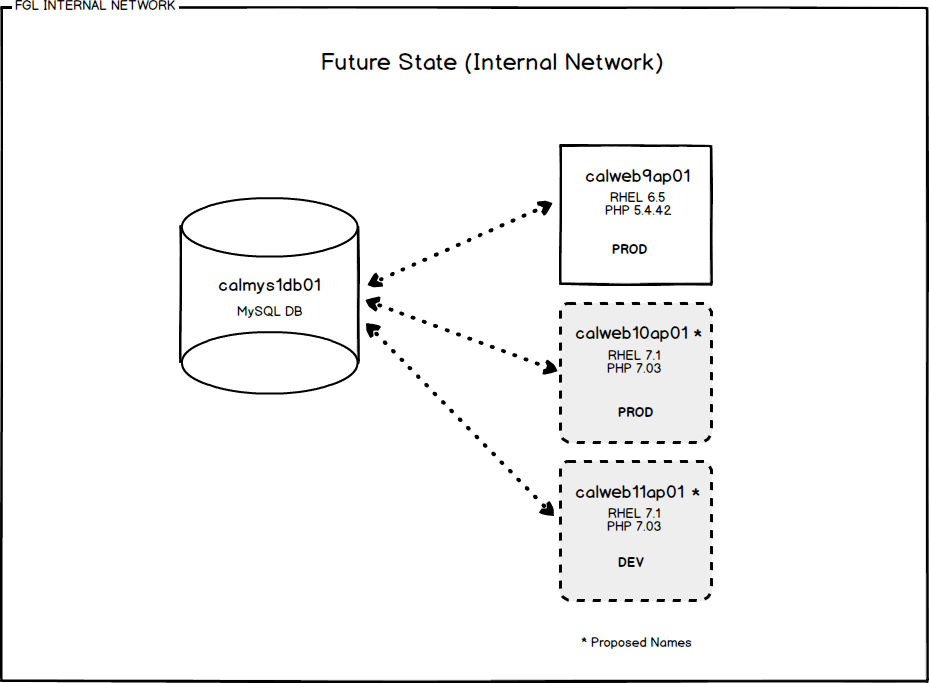 FGL INTERNAL NETWORK
Future State (Internal Network)
calweb9ap01
RHEL 6.5
PHP 5.4.42
PROD
calmys1db01
MySQL DB
calweb10ap01 *
RHEL 7.1
PHP 7.03
PROD
calweb11ap01 *
RHEL 7.1
PHP 7.03
DEV
* Proposed Names